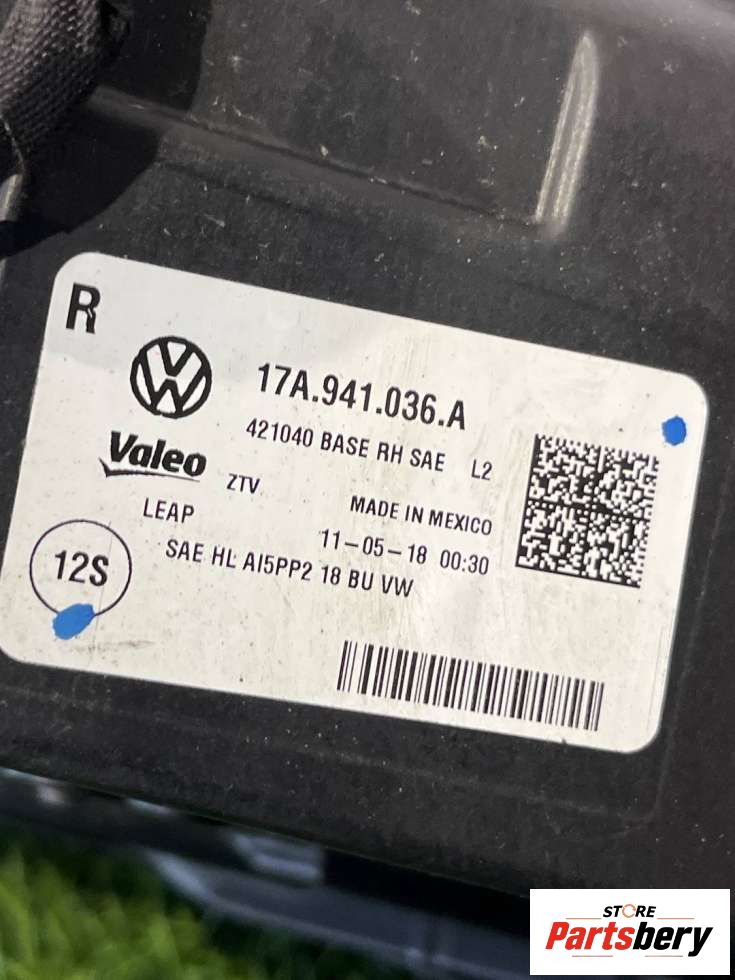 R
VW
17A.941.036.A
421040 BASE RH SAE L2
Valeo
ZTV
LEAP
MADE IN MEXICO
11-05-18 00:30
12S
SAE HL AI5PP2 18 BU VW
STORE
Partsbery